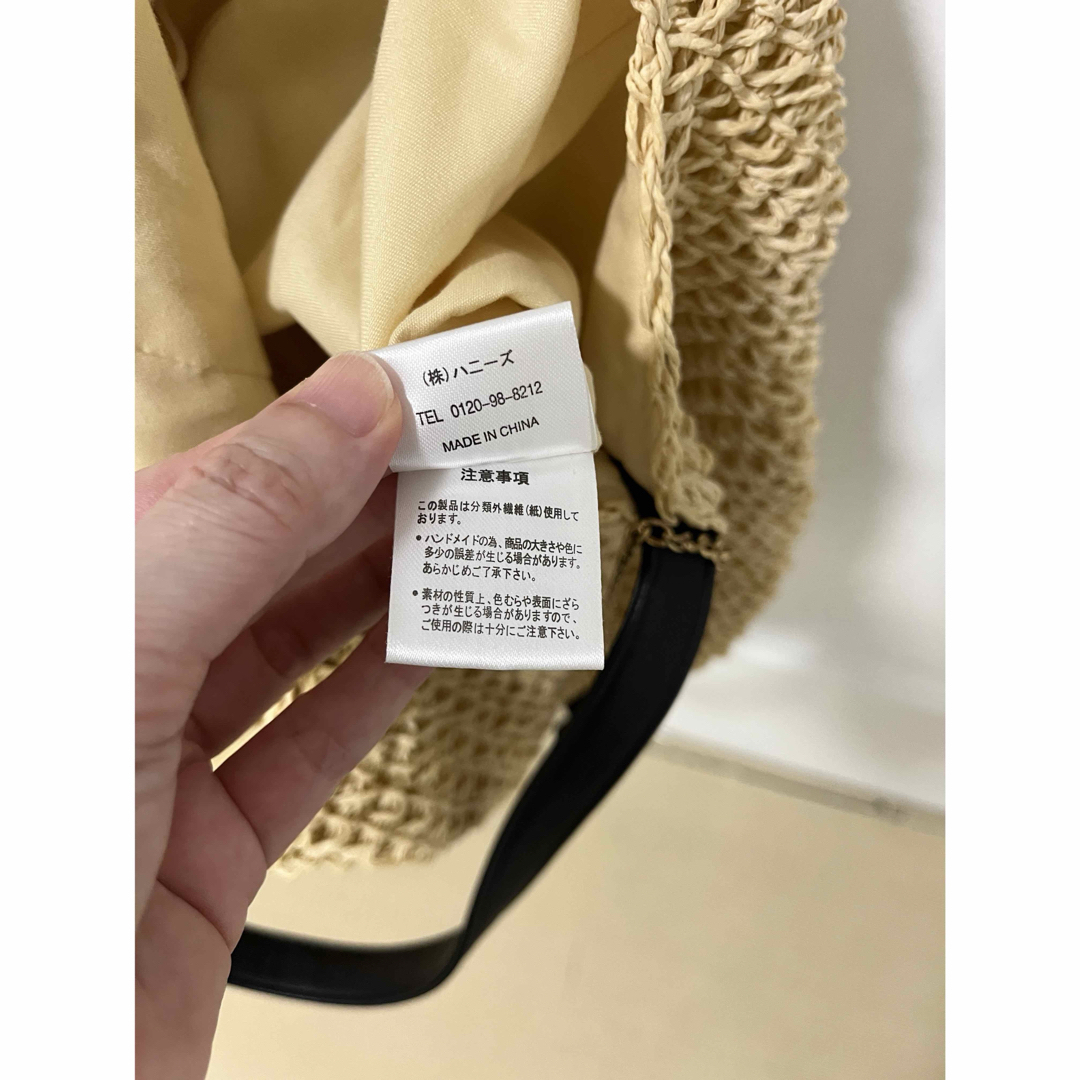 (株)ハニーズ
TEL 0120-98-8212
MADE IN CHINA
注意事項
この製品は分類外繊維(紙)使用して
おります。
●ハンドメイドの為、商品の大きさや色に
多少の誤差が生じる場合があります。
あらかじめご了承下さい。
●素材の性質上、色むらや表面にざら
つきが生じる場合がありますので、
ご使用の際は十分にご注意下さい。